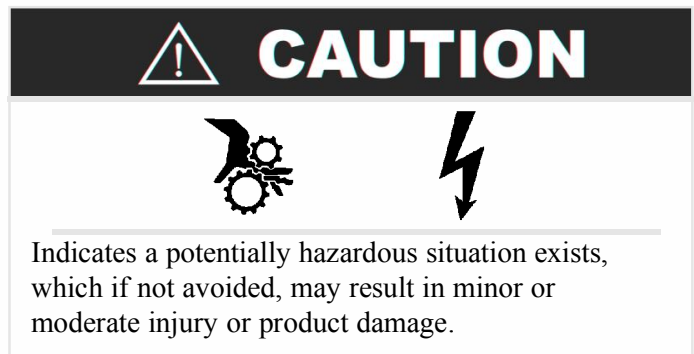 CAUTION
Indicates a potentially hazardous situation exists,
which if not avoided, may result in minor or
moderate injury or product damage.